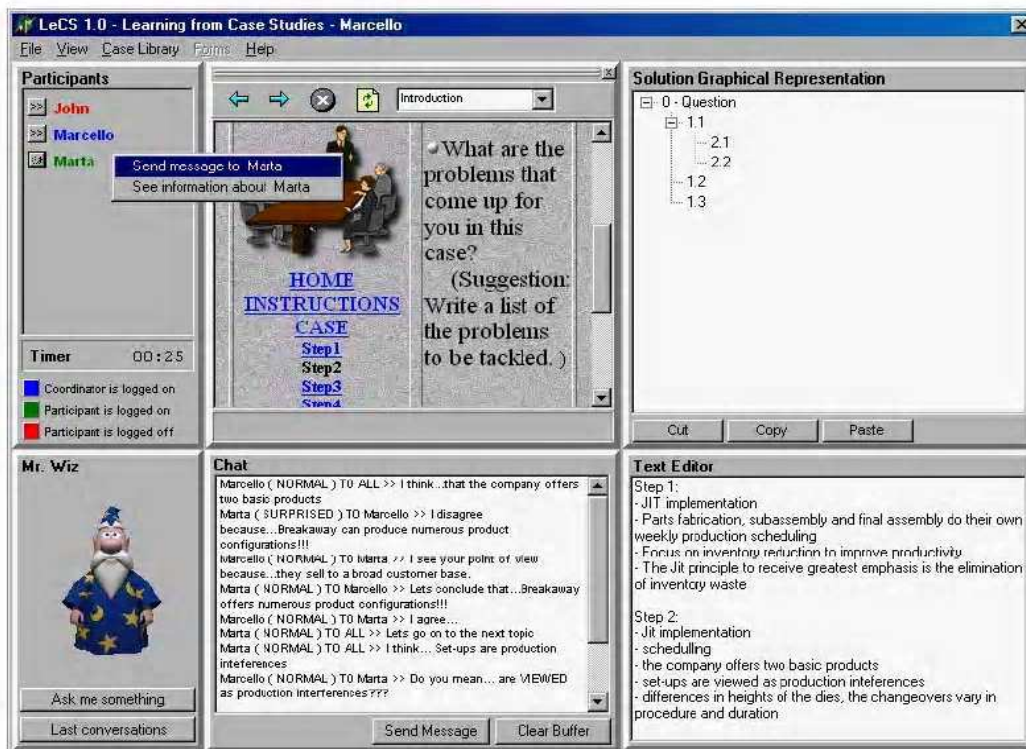 LeCS 1.0 - Learning from Case Studies - Marcello
File View Case Library Forms Help
Participants
>> John
>> Marcello
Marta
Send message to Marta
See information about Marta
Timer 00:25
Coordinator is logged on
Participant is logged on
Participant is logged off
Introduction
HOME
INSTRUCTIONS
CASE
Step1
Step2
Step3
Step4
What are the
problems that
come up for
you in this
case?
(Suggestion:
Write a list of
the problems
to be tackled. )
Solution Graphical Representation
0 - Question
1.1
2.1
2.2
1.2
1.3
Cut Copy Paste
Mr. Wiz
Ask me something
Last conversations
Chat
Marcello ( NORMAL ) TO ALL >> I think...that the company offers
two basic products
Marta ( SURPRISED ) TO Marcello >> I disagree
because...Breakaway can produce numerous product
configurations!!!
Marcello ( NORMAL ) TO Marta >> I see your point of view
because...they sell to a broad customer base.
Marta ( NORMAL ) TO Marcello >> Lets conclude that...Breakaway
offers numerous product configurations!!!
Marcello ( NORMAL ) TO Marta >> I agree...
Marta ( NORMAL ) TO ALL >> Lets go on to the next topic
Marta ( NORMAL ) TO ALL >> I think... Set-ups are production
inteferences
Marcello ( NORMAL ) TO Marta >> Do you mean... are VIEWED
as production interferences???
Send Message Clear Buffer
Text Editor
Step 1:
- JIT implementation
- Parts fabrication, subassembly and final assembly do their own
weekly production scheduling
- Focus on inventory reduction to improve productivity
- The Jit principle to receive greatest emphasis is the elimination
of inventory waste
Step 2:
- Jit implementation
- schedulling
- the company offers two basic products
- set-ups are viewed as production inteferences
- differences in heights of the dies, the changeovers vary in
procedure and duration